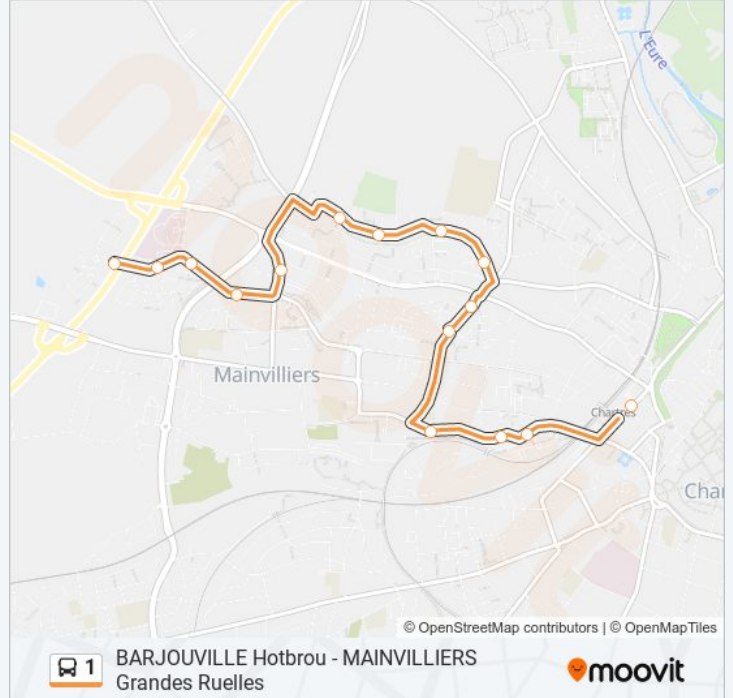 L'Eure
Mainvilliers
Chartres
Char
© OpenStreetMap contributors | © OpenMapTiles
1
BARJOUVILLE Hotbrou - MAINVILLIERS
Grandes Ruelles
moovit